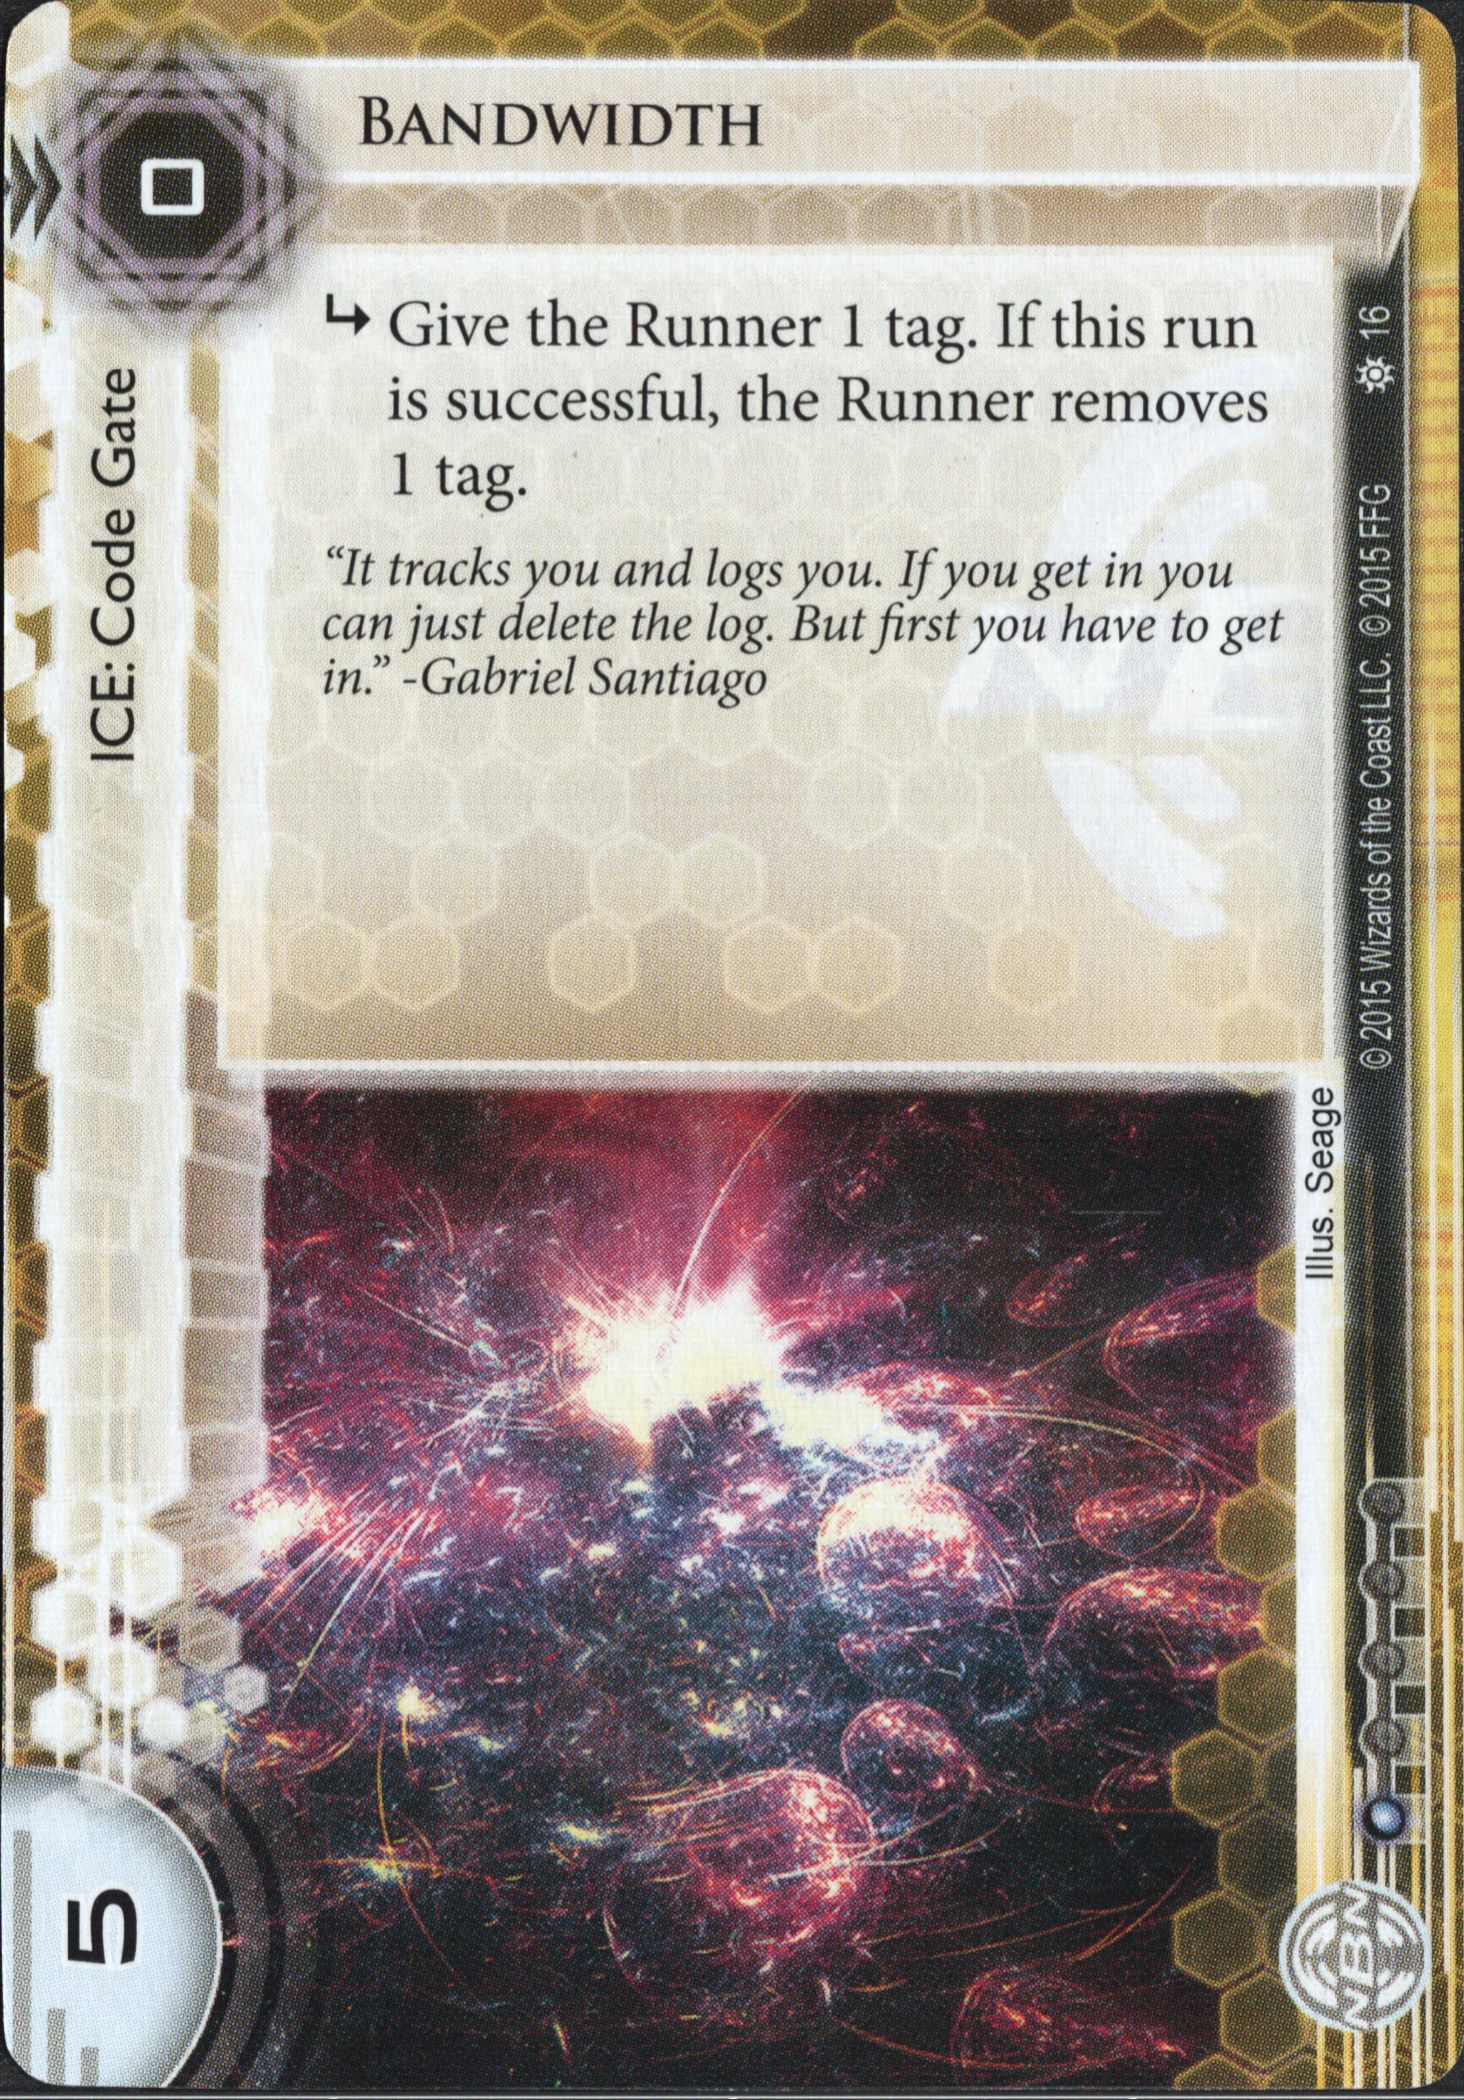 BANDWIDTH
0
ICE: Code Gate
Give the Runner 1 tag. If this run
is successful, the Runner removes
1 tag.
“It tracks you and logs you. If you get in you
can just delete the log. But first you have to get
in.” -Gabriel Santiago
16
© 2015 Wizards of the Coast LLC. © 2015 FFG
Illus. Seage
5
NBN